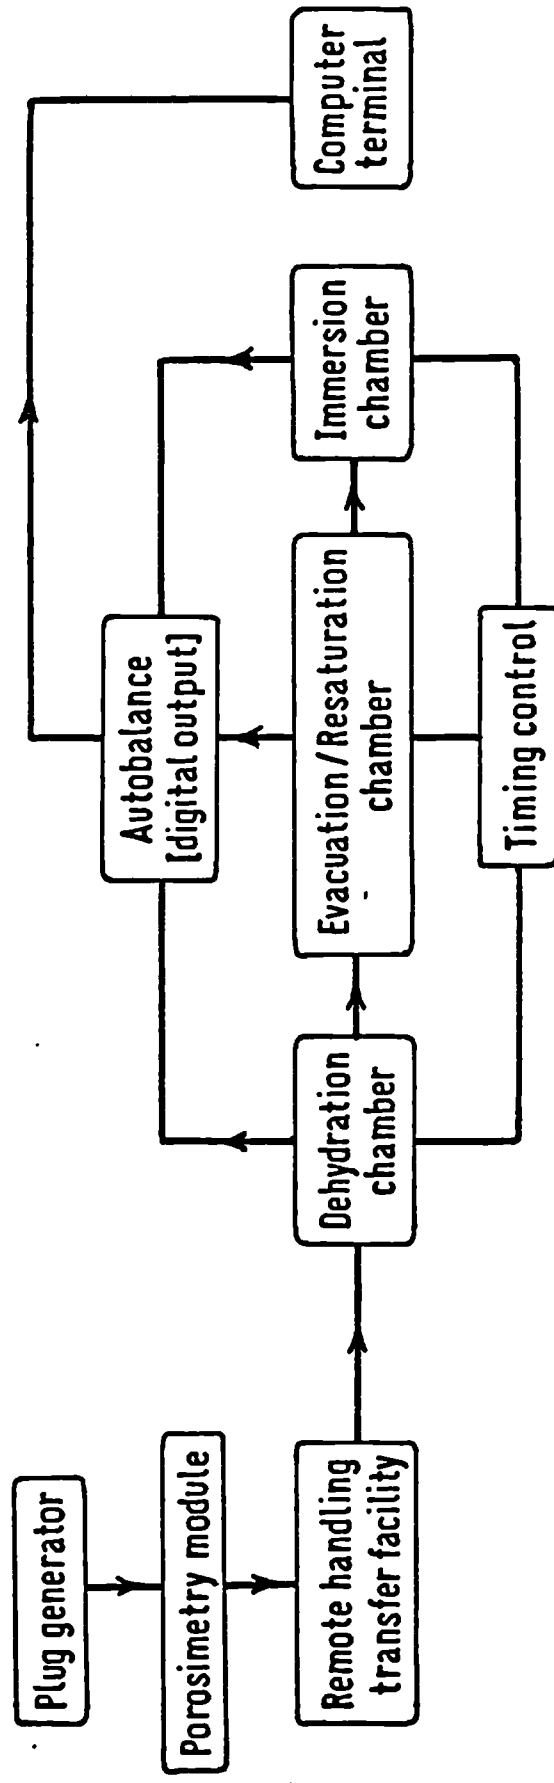 Plug generator
Porosimetry module
Remote handling
transfer facility
Dehydration
chamber
Evacuation/Resaturation
chamber
Immersion
chamber
Autobalance
[digital output]
Timing control
Computer
terminal